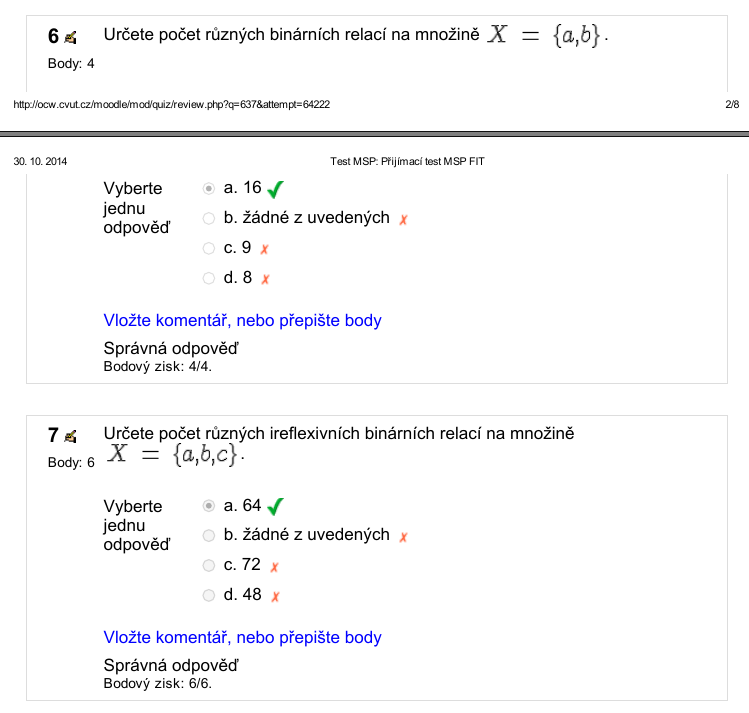 6 Určete počet různých binárních relací na množině X = {a,b}.
Body: 4
http://ocw.cvut.cz/moodle/mod/quiz/review.php?q=637&attempt=64222 2/8
30. 10. 2014 Test MSP: Přijímací test MSP FIT
Vyberte
jednu
odpověď
a. 16
b. žádné z uvedených
c. 9
d. 8
Vložte komentář, nebo přepište body
Správná odpověď
Bodový zisk: 4/4.
7 Určete počet různých ireflexivních binárních relací na množině
Body: 6 X = {a,b,c}.
Vyberte
jednu
odpověď
a. 64
b. žádné z uvedených
c. 72
d. 48
Vložte komentář, nebo přepište body
Správná odpověď
Bodový zisk: 6/6.